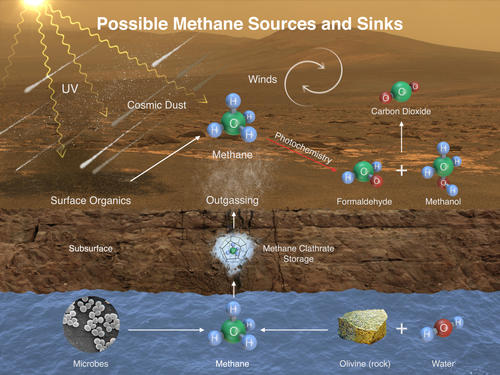 Possible Methane Sources and Sinks
UV
Cosmic Dust
Winds
H
H
H
H
Methane
O
O
Carbon Dioxide
Photochemistry
H
H
O
Formaldehyde
+
H
H
H
O
H
Methanol
Surface Organics
Outgassing
Subsurface
Methane Clathrate
Storage
Microbes
H
H
H
H
Methane
Olivine (rock)
+
H
O
H
Water